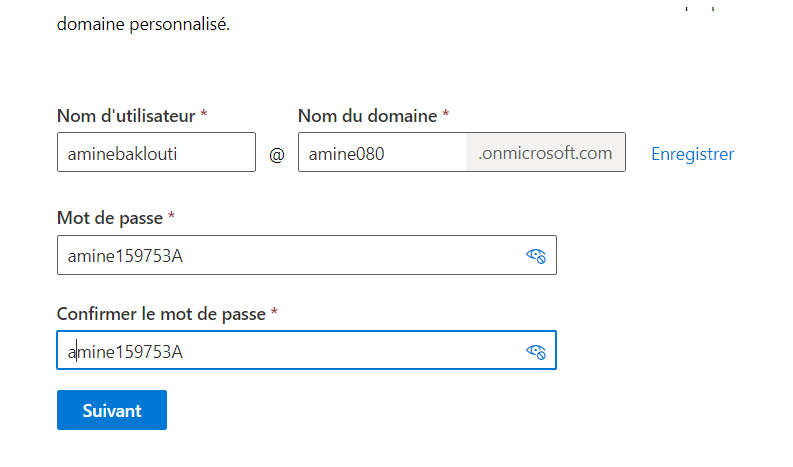 domaine personnalisé.
Nom d'utilisateur *
Nom du domaine *
aminebaklouti
@
amine080
.onmicrosoft.com
Enregistrer
Mot de passe *
amine159753A
Confirmer le mot de passe *
amine159753A
Suivant